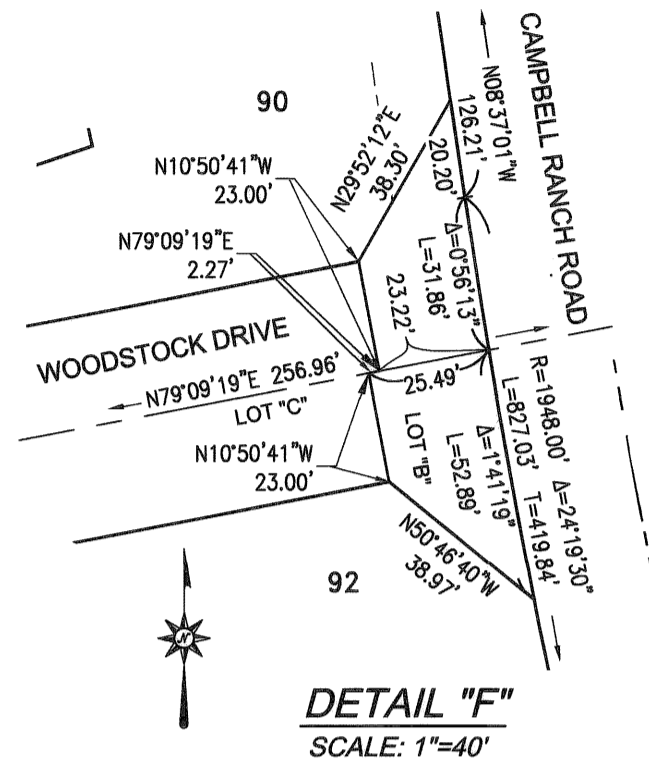 CAMPBELL RANCH ROAD
N08°37'01"W
126.21'
90
N29°52'12"E
38.30'
20.20'
N10°50'41"W
23.00'
N79°09'19"E
2.27'
Δ=0°56'13"
L=31.86'
23.22'
WOODSTOCK DRIVE
N79°09'19"E 256.96'
LOT "C"
25.49'
R=1948.00' Δ=24°19'30"
L=827.03' T=419.84'
N10°50'41"W
23.00'
LOT "B"
Δ=1°41'19"
L=52.89'
N50°46'40"W
38.97'
92
N
DETAIL "F"
SCALE: 1"=40'